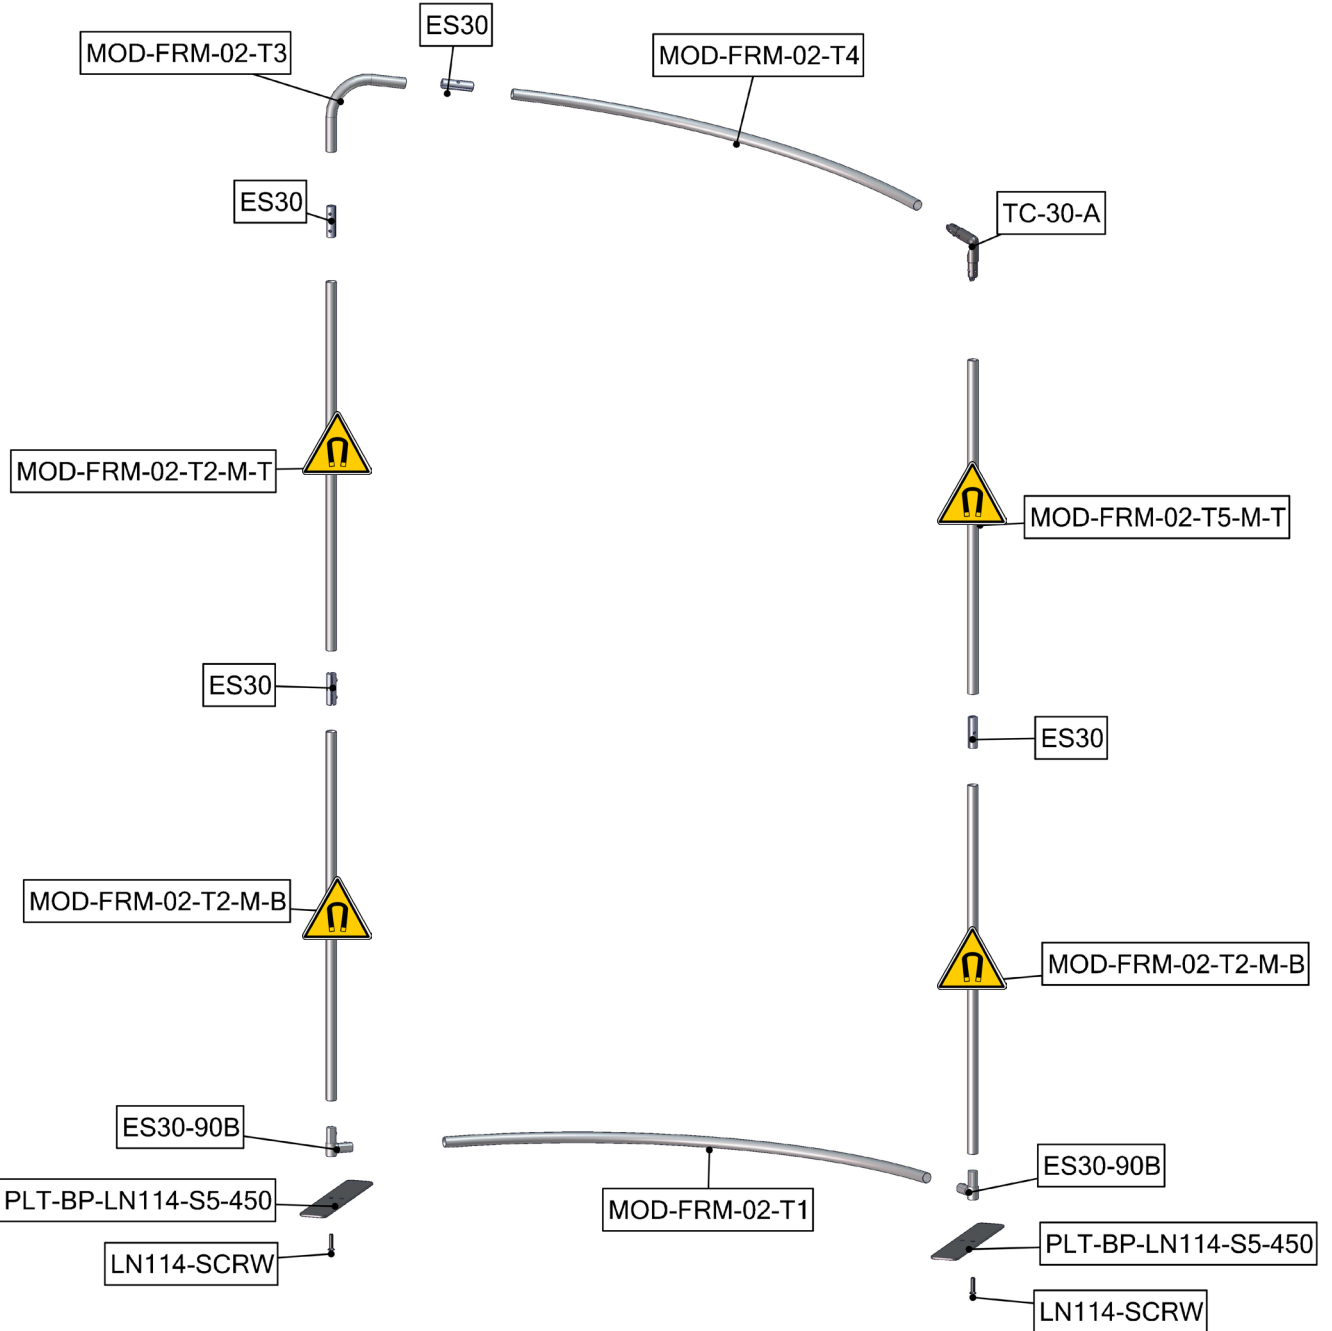 ES30
MOD-FRM-02-T3
MOD-FRM-02-T4
ES30
TC-30-A
MOD-FRM-02-T2-M-T
MOD-FRM-02-T5-M-T
ES30
ES30
MOD-FRM-02-T2-M-B
MOD-FRM-02-T2-M-B
ES30-90B
ES30-90B
PLT-BP-LN114-S5-450
MOD-FRM-02-T1
PLT-BP-LN114-S5-450
LN114-SCRW
LN114-SCRW